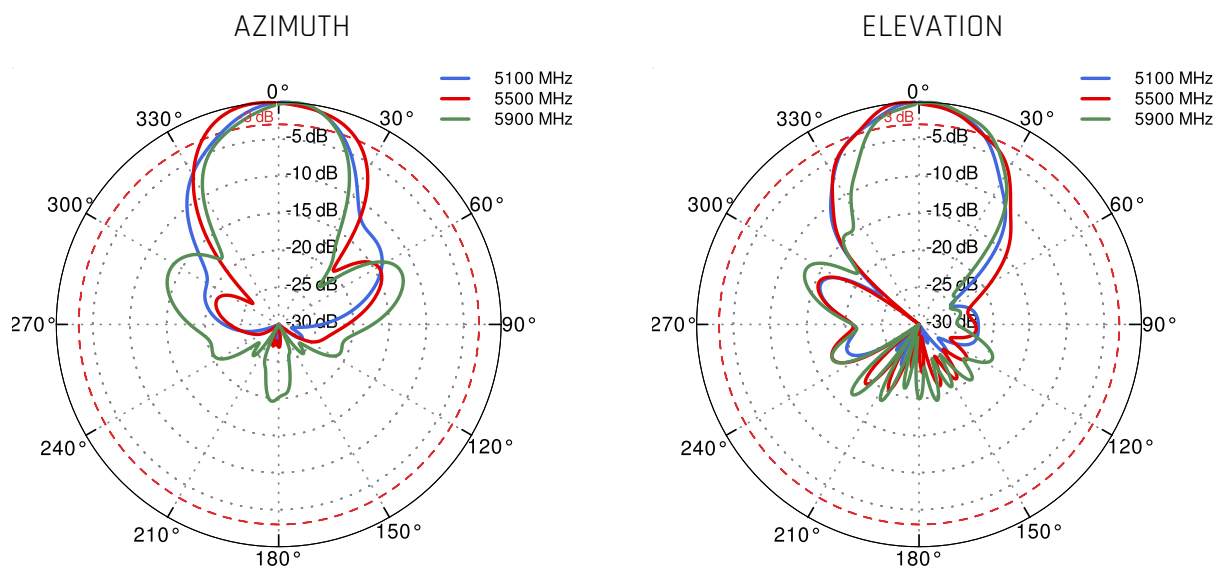 AZIMUTH
5100 MHz
5500 MHz
5900 MHz
0°
30°
60°
90°
120°
150°
180°
210°
240°
270°
300°
330°
3 dB
-5 dB
-10 dB
-15 dB
-20 dB
-25 dB
-30 dB
ELEVATION
5100 MHz
5500 MHz
5900 MHz
0°
30°
60°
90°
120°
150°
180°
210°
240°
270°
300°
330°
3 dB
-5 dB
-10 dB
-15 dB
-20 dB
-25 dB
-30 dB